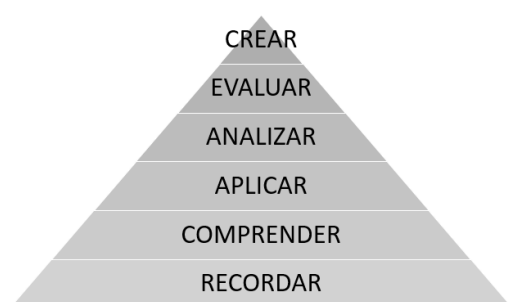 CREAR
EVALUAR
ANALIZAR
APLICAR
COMPRENDER
RECORDAR